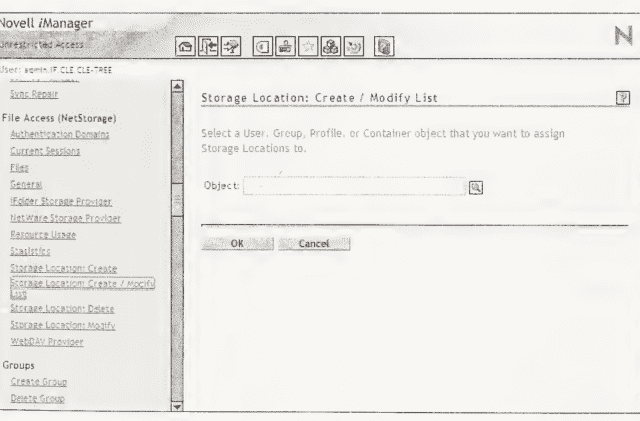 Novell iManager
Unrestricted Access
N
User: admin.IF.CLE.CLE-TREE
Sync Repair
File Access (NetStorage)
Authentication Domains
Current Sessions
Files
General
iFolder Storage Provider
NetWare Storage Provider
Resource Usage
Statistics
Storage Location: Create
Storage Location: Create / Modify
List
Storage Location: Delete
Storage Location: Modify
WebDAV Provider
Groups
Create Group
Delete Group
Storage Location: Create / Modify List
?
Select a User, Group, Profile, or Container object that you want to assign
Storage Locations to.
Object:
OK
Cancel